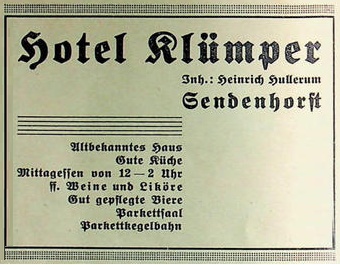 Hotel Klümper
Inh.: Heinrich Hullerum
Sendenhorst
Altbekanntes Haus
Gute Küche
Mittagessen von 12—2 Uhr
ff. Weine und Liköre
Gut gepflegte Biere
Parkettsaal
Parkettkegelbahn